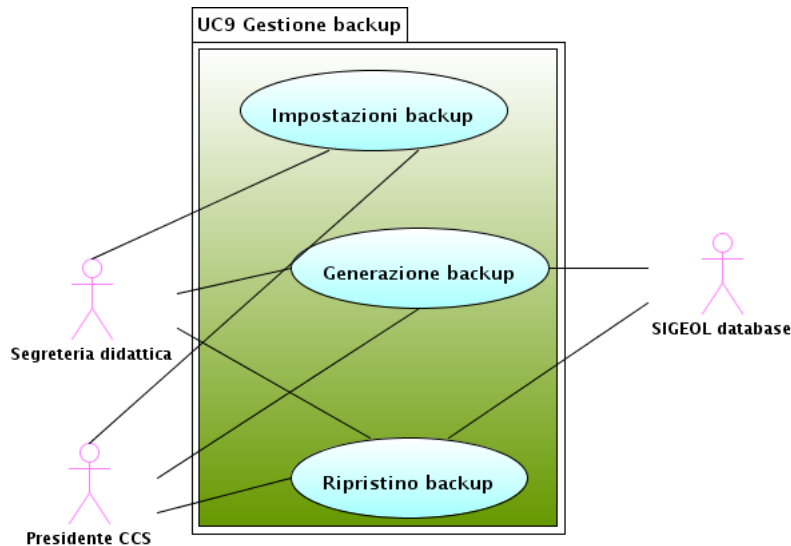 UC9 Gestione backup
Impostazioni backup
Generazione backup
Segreteria didattica
SIGEOL database
Ripristino backup
Presidente CCS